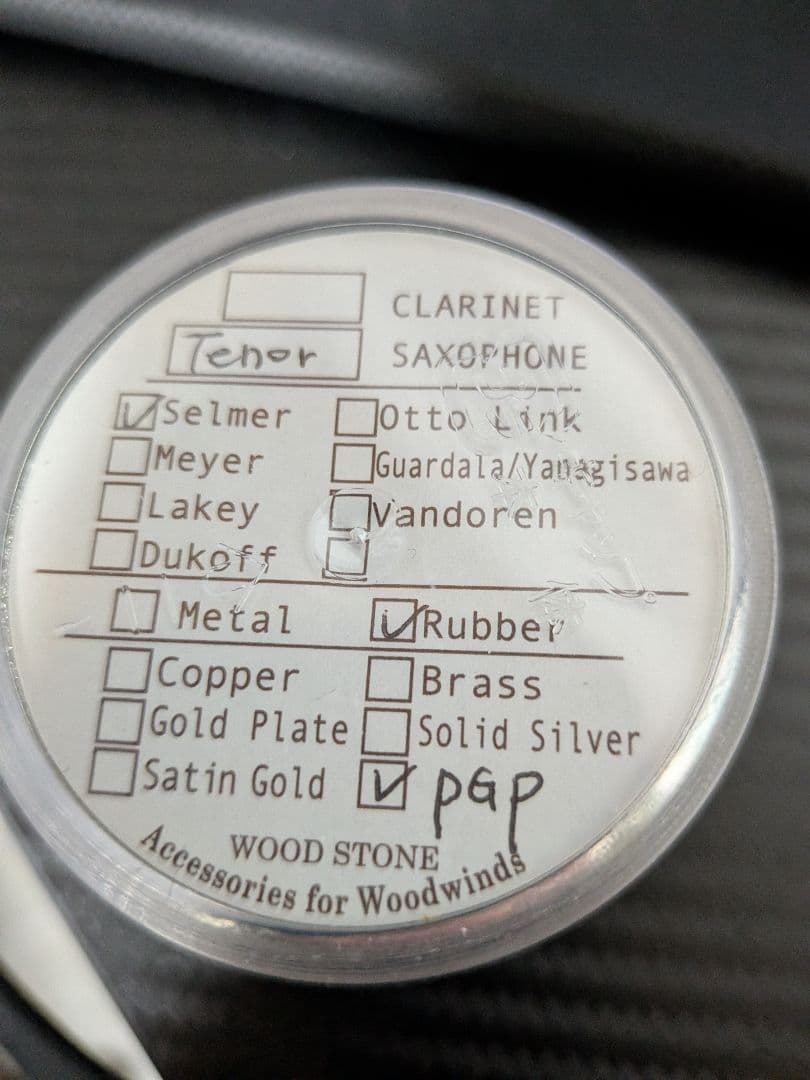 CLARINET
Tenor SAXOPHONE
Selmer Otto Link
Meyer Guardala/Yanagisawa
Lakey Vandoren
Dukoff
Metal Rubber
Copper Brass
Gold Plate Solid Silver
Satin Gold PGP
WOOD STONE
Accessories for Woodwinds